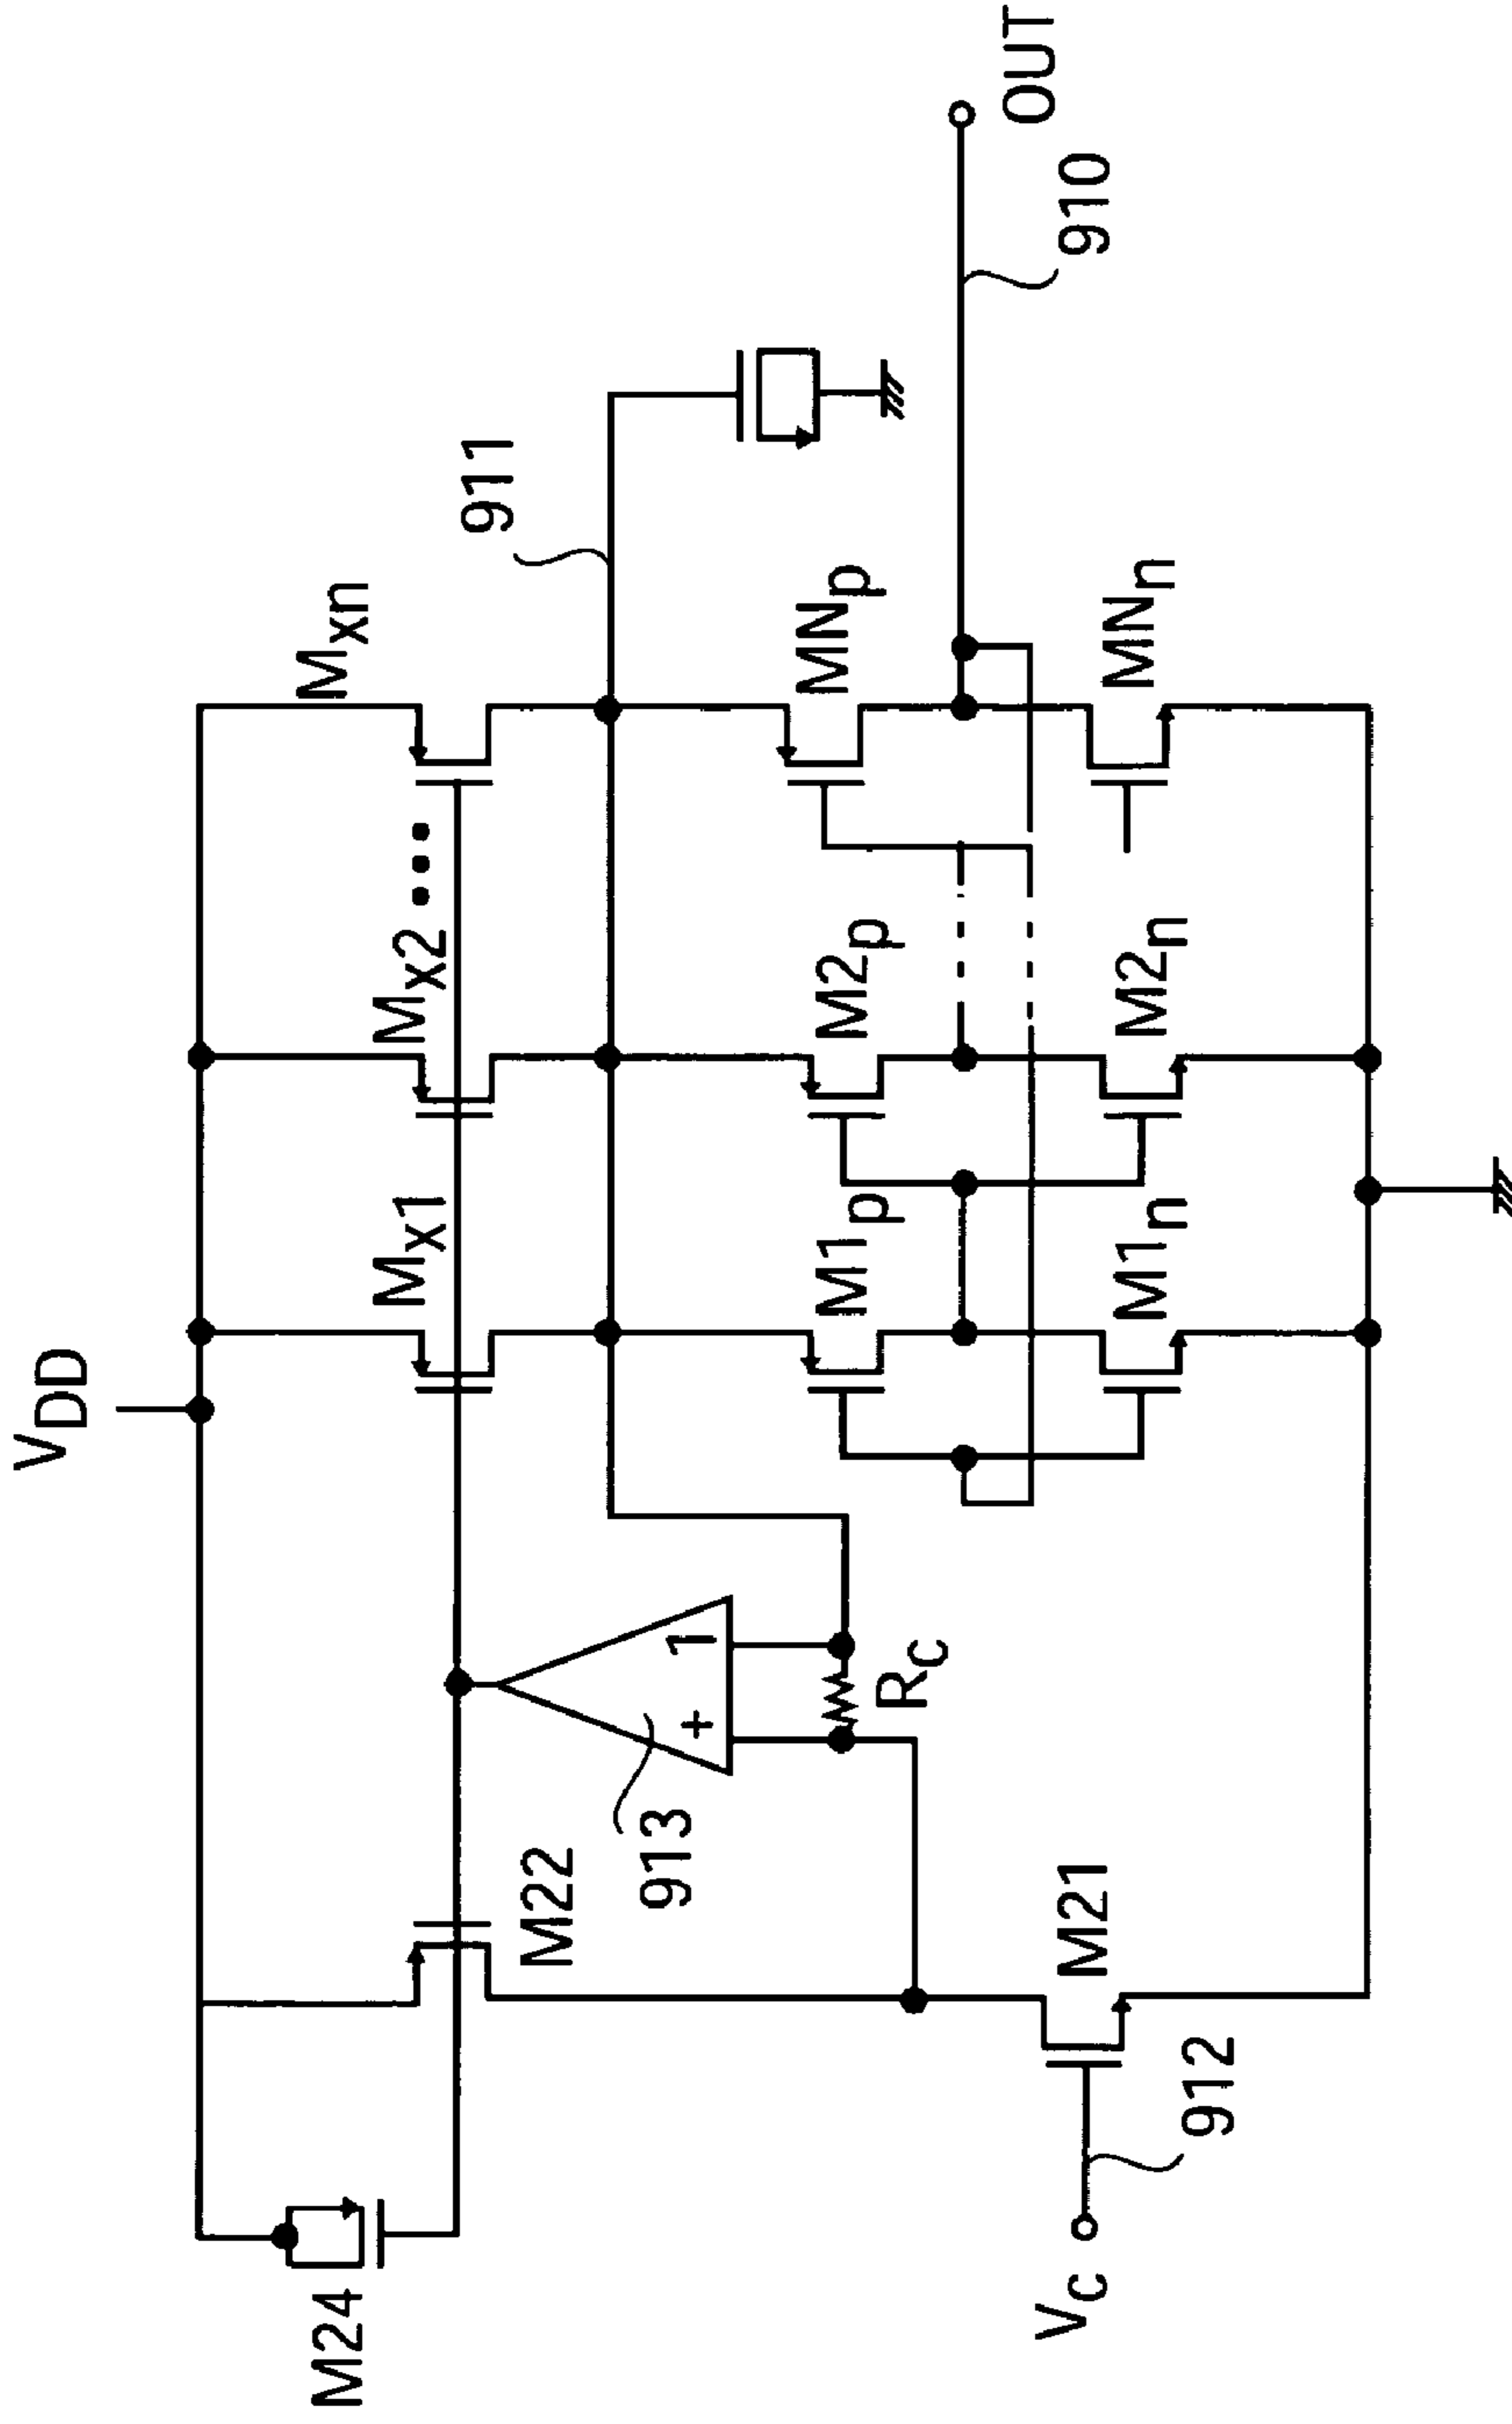 VDD
M24
M22
Mx1
Mx2
Mxn
911
913
+
1
Rc
M1p
M2p
MNp
OUT
910
Vc
912
M21
M1n
M2n
MNn